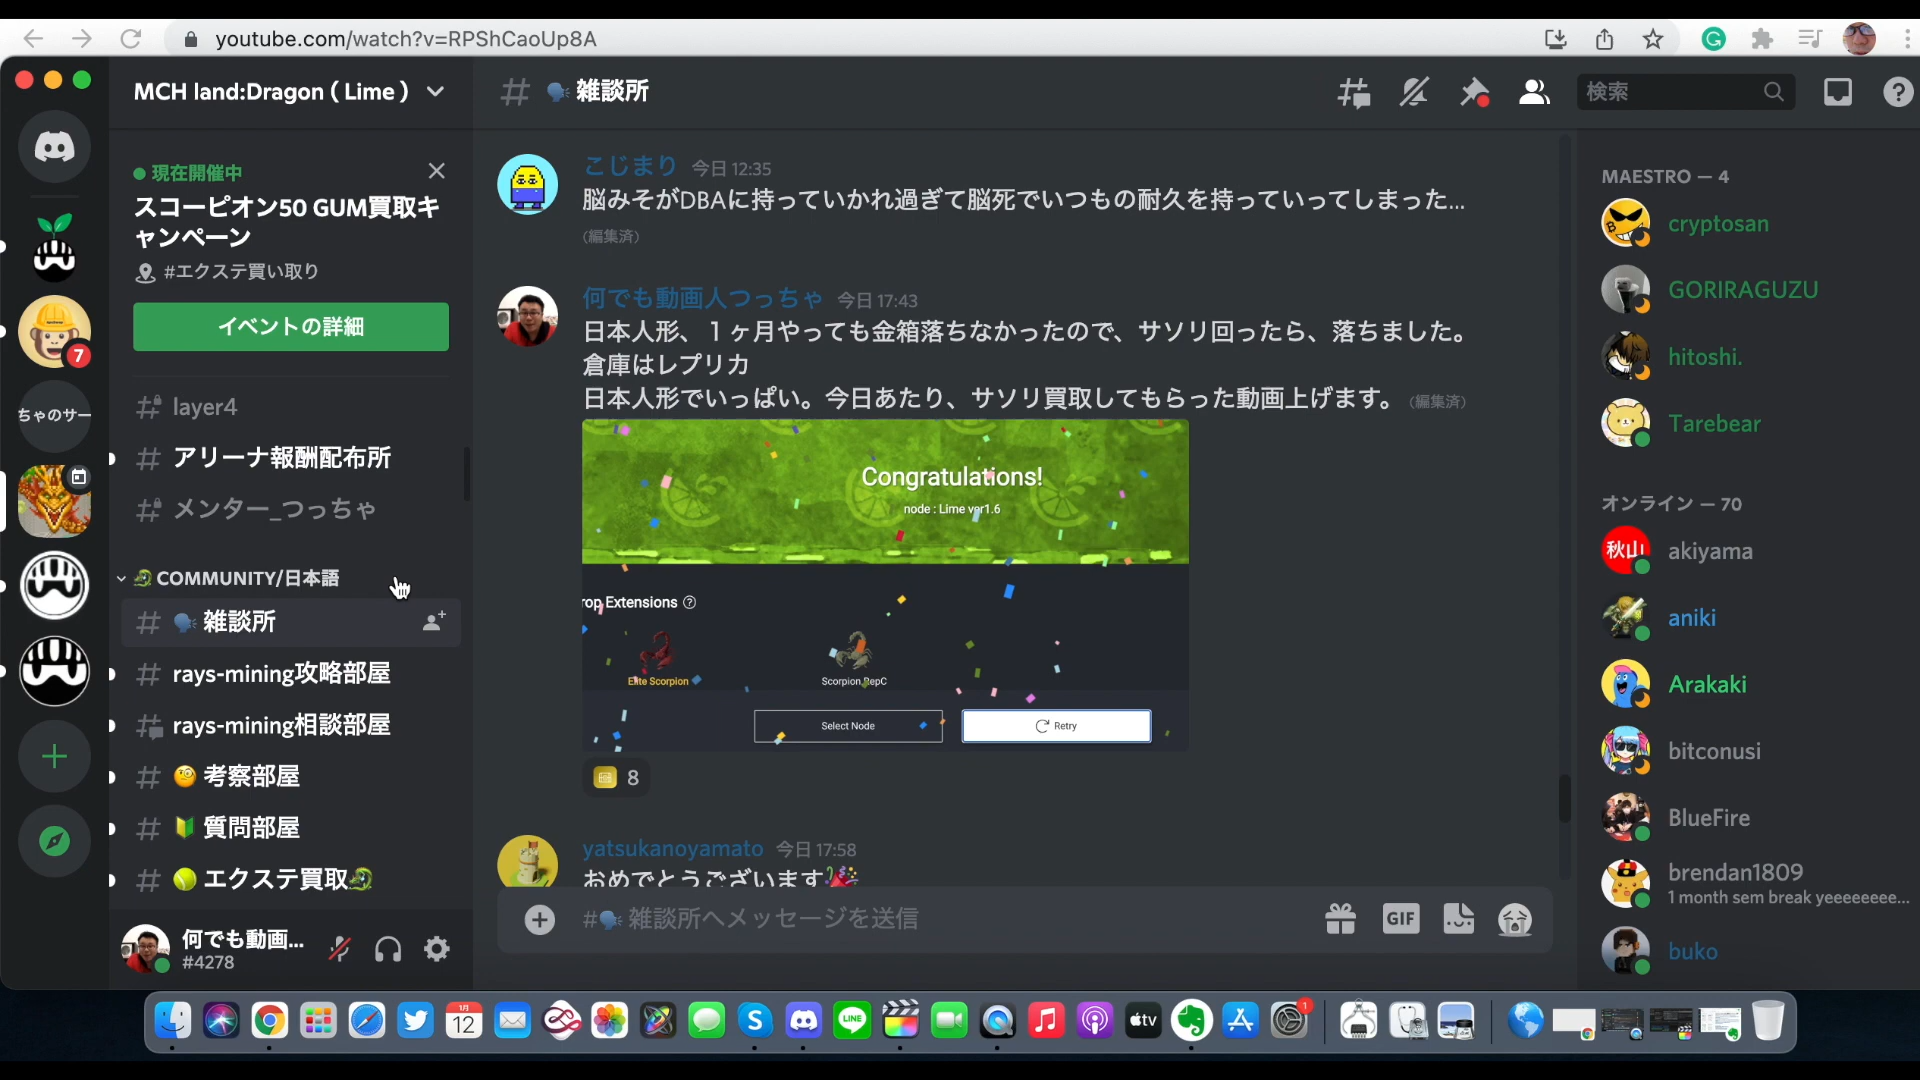 youtube.com/watch?v=RPShCaoUp8A
MCH land:Dragon ( Lime )
現在開催中
スコーピオン50 GUM買取キ
ャンペーン
#エクステ買い取り
イベントの詳細
layer4
アリーナ報酬配布所
メンター_つっちゃ
COMMUNITY/日本語
雑談所
rays-mining攻略部屋
rays-mining相談部屋
考察部屋
質問部屋
エクステ買取
何でも動画...
#4278
7
ちゃのサー
雑談所
検索
こじまり 今日 12:35
脳みそがDBAに持っていかれ過ぎて脳死でいつもの耐久を持っていってしまった...
(編集済)
何でも動画人つっちゃ 今日 17:43
日本人形、１ヶ月やっても金箱落ちなかったので、サソリ回ったら、落ちました。
倉庫はレプリカ
日本人形でいっぱい。今日あたり、サソリ買取してもらった動画上げます。 (編集済)
Congratulations!
node : Lime ver1.6
rop Extensions
Elite Scorpion
Scorpion RepC
Select Node
Retry
8
yatsukanoyamato 今日 17:58
おめでとうございます
#雑談所へメッセージを送信
GIF
MAESTRO — 4
cryptosan
GORIRAGUZU
hitoshi.
Tarebear
オンライン — 70
秋山
akiyama
aniki
Arakaki
bitconusi
BlueFire
brendan1809
1 month sem break yeeeeeeee...
buko
1月
12
LINE
tv
1